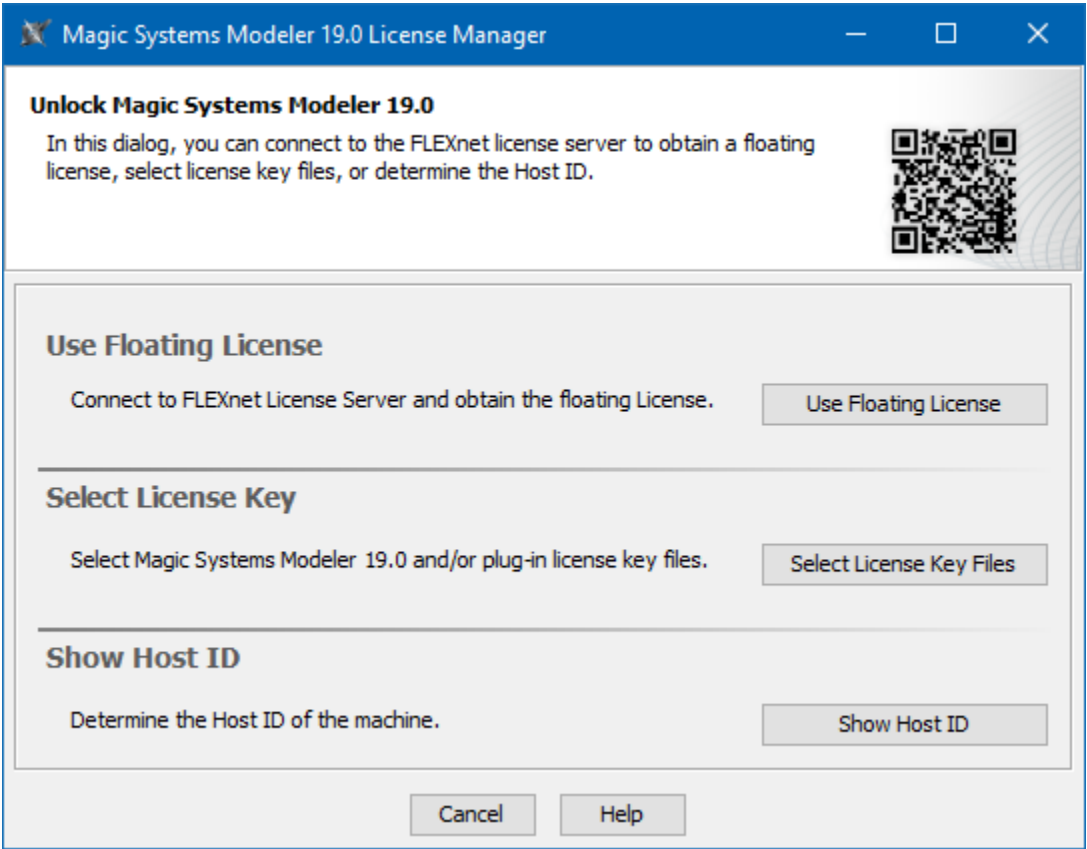 Magic Systems Modeler 19.0 License Manager
Unlock Magic Systems Modeler 19.0
In this dialog, you can connect to the FLEXnet license server to obtain a floating
license, select license key files, or determine the Host ID.
Use Floating License
Connect to FLEXnet License Server and obtain the floating License.
Use Floating License
Select License Key
Select Magic Systems Modeler 19.0 and/or plug-in license key files.
Select License Key Files
Show Host ID
Determine the Host ID of the machine.
Show Host ID
Cancel
Help